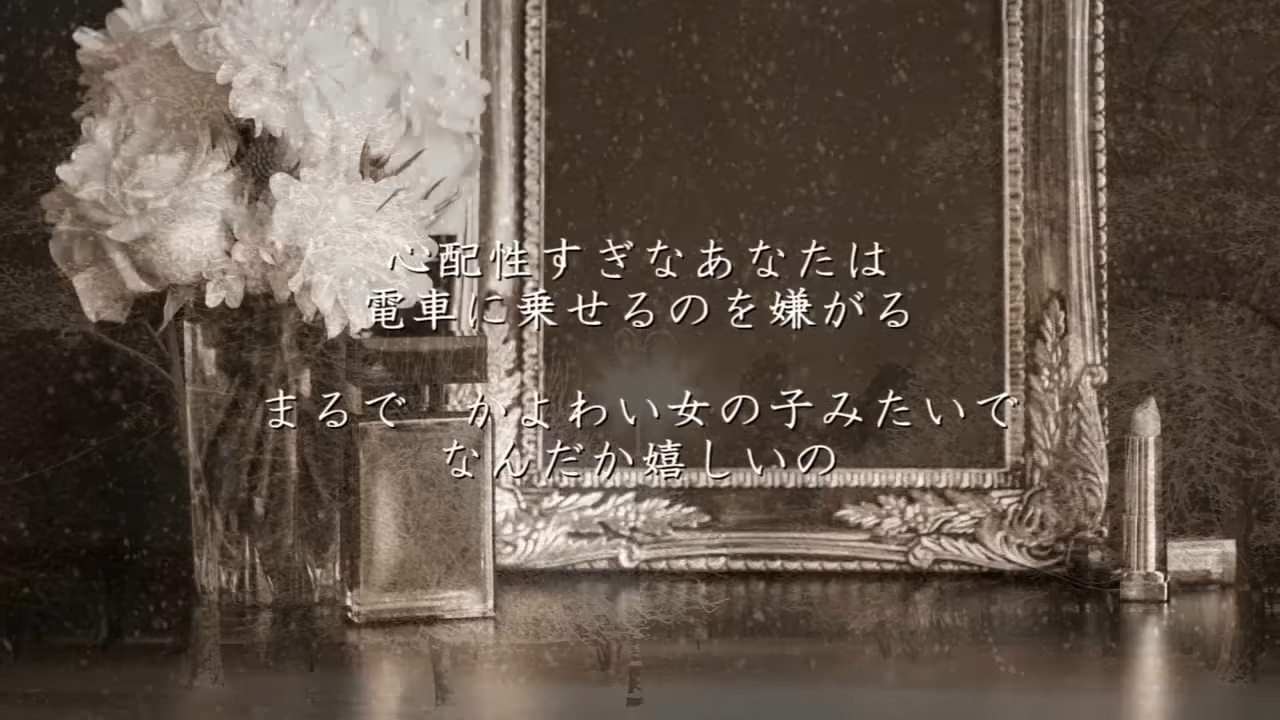 心配性すぎなあなたは
電車に乗せるのを嫌がる
まるで　かよわい女の子みたいで
なんだか嬉しいの